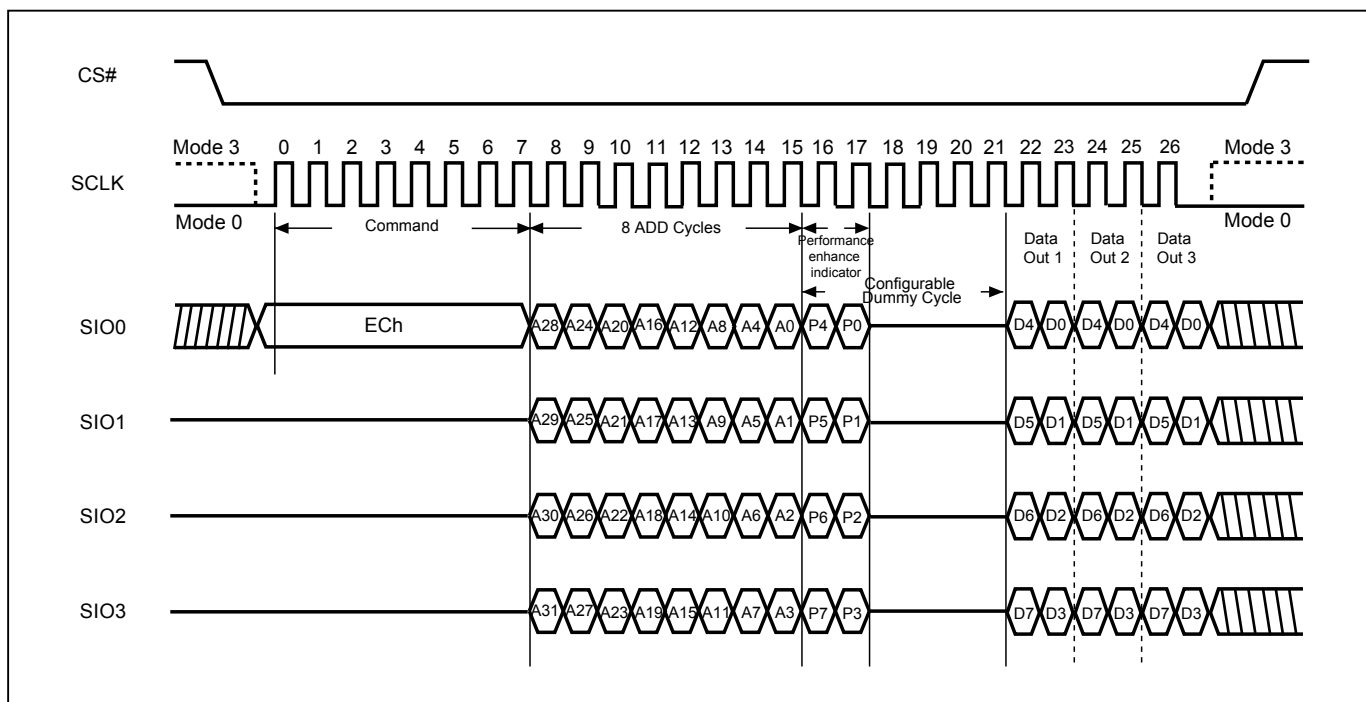 CS#
Mode 3
0 1 2 3 4 5 6 7 8 9 10 11 12 13 14 15 16 17 18 19 20 21 22 23 24 25 26
Mode 3
SCLK
Mode 0
Mode 0
Command
8 ADD Cycles
Performance
enhance
indicator
Data
Out 1
Data
Out 2
Data
Out 3
Configurable
Dummy Cycle
SIO0
ECh
A28 A24 A20 A16 A12 A8 A4 A0 P4 P0 D4 D0 D4 D0 D4 D0
SIO1
A29 A25 A21 A17 A13 A9 A5 A1 P5 P1 D5 D1 D5 D1 D5 D1
SIO2
A30 A26 A22 A18 A14 A10 A6 A2 P6 P2 D6 D2 D6 D2 D6 D2
SIO3
A31 A27 A23 A19 A15 A11 A7 A3 P7 P3 D7 D3 D7 D3 D7 D3